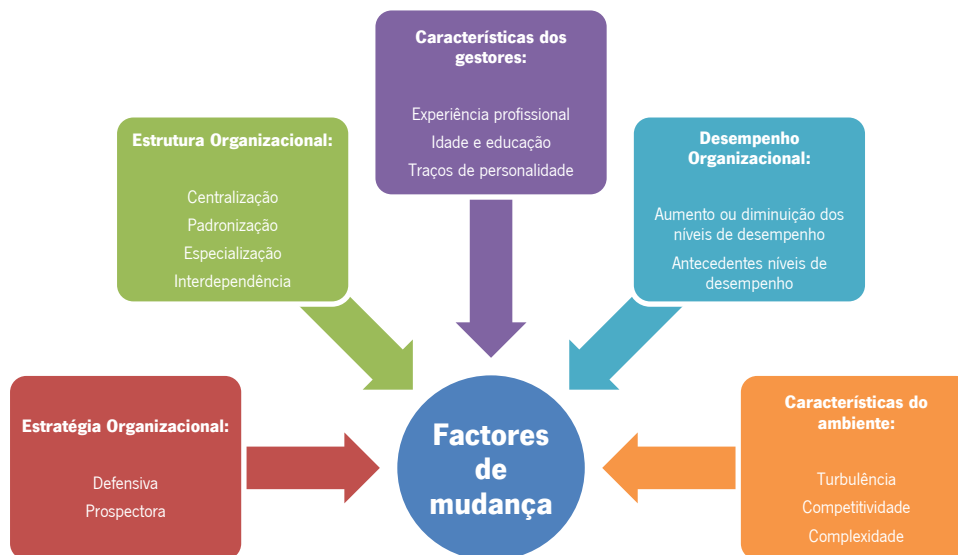 Características dos
gestores:
Experiência profissional
Idade e educação
Traços de personalidade
Estrutura Organizacional:
Centralização
Padronização
Especialização
Interdependência
Desempenho
Organizacional:
Aumento ou diminuição dos
níveis de desempenho
Antecedentes níveis de
desempenho
Estratégia Organizacional:
Defensiva
Prospectora
Factores
de
mudança
Características do
ambiente:
Turbulência
Competitividade
Complexidade